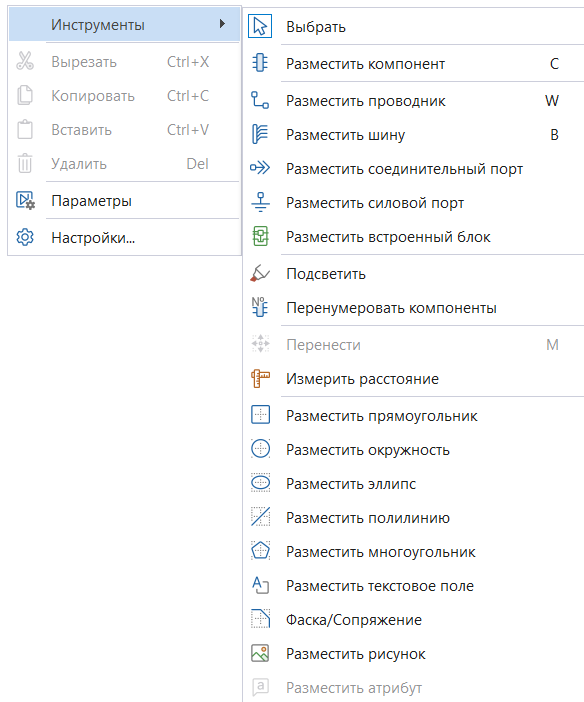 Инструменты
Вырезать Ctrl+X
Копировать Ctrl+C
Вставить Ctrl+V
Удалить Del
Параметры
Настройки...
Выбрать
Разместить компонент C
Разместить проводник W
Разместить шину B
Разместить соединительный порт
Разместить силовой порт
Разместить встроенный блок
Подсветить
Nº
Перенумеровать компоненты
Перенести M
Измерить расстояние
Разместить прямоугольник
Разместить окружность
Разместить эллипс
Разместить полилинию
Разместить многоугольник
A
Разместить текстовое поле
Фаска/Сопряжение
Разместить рисунок
a
Разместить атрибут